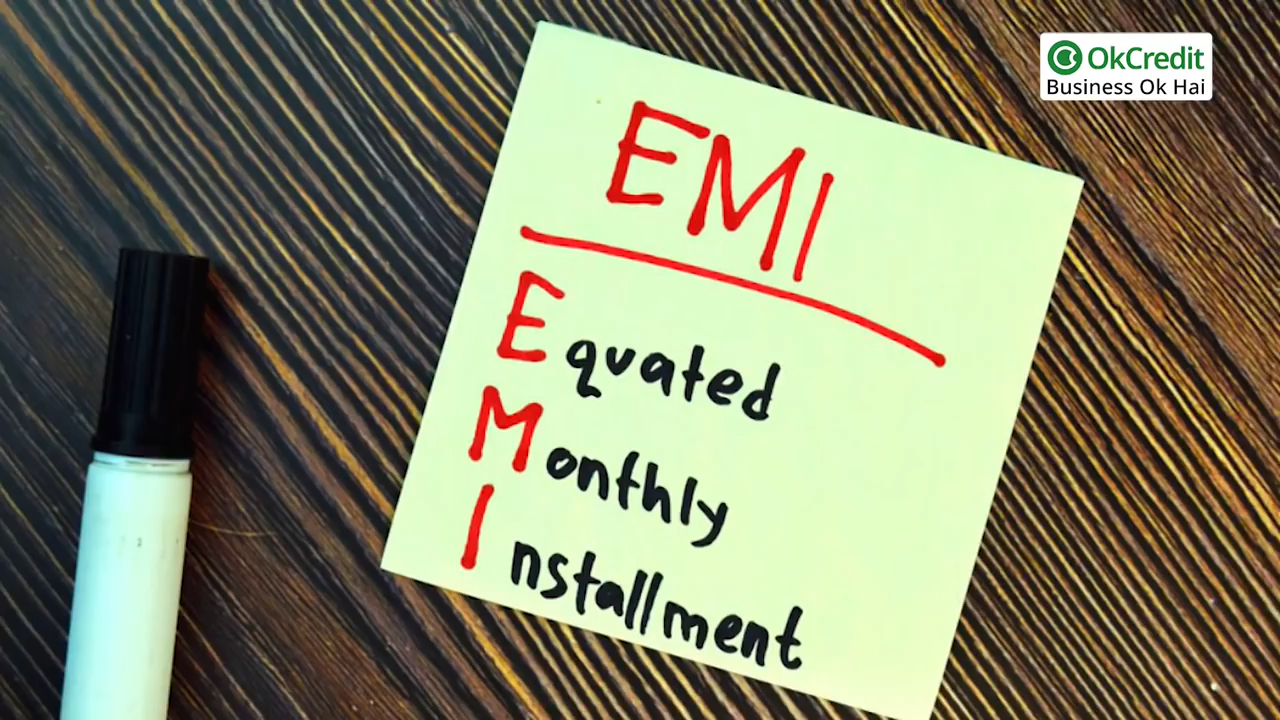 OkCredit
Business Ok Hai
EMI
Equated
Monthly
Installment